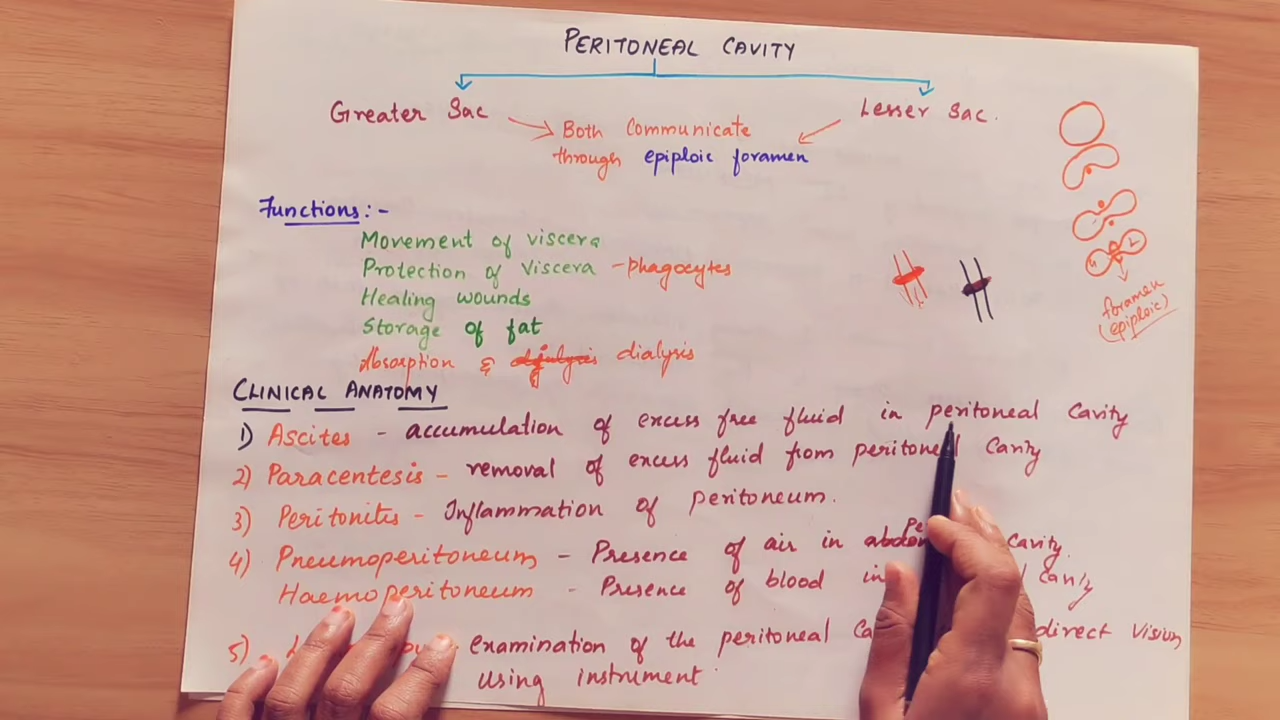 PERITONEAL CAVITY
Greater Sac
Lesser Sac.
Both Communicate
through epiploic foramen
Functions:-
Movement of viscera
Protection of Viscera - phagocytes
Healing wounds
Storage of fat
Absorption & dialysis
foramen
(epiploic)
CLINICAL ANATOMY
1) Ascites - accumulation of excess free fluid in peritoneal cavity
2) Paracentesis - removal of excess fluid from peritoneal Cavity
3) Peritonitis - Inflammation of peritoneum.
4) Pneumoperitoneum - Presence of air in cavity.
Haemoperitoneum - Presence of blood in cavity
5) examination of the peritoneal direct vision
using instrument